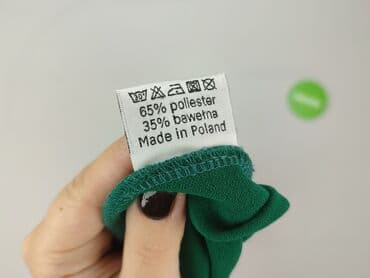 65% poliester
35% bawełna
Made in Poland